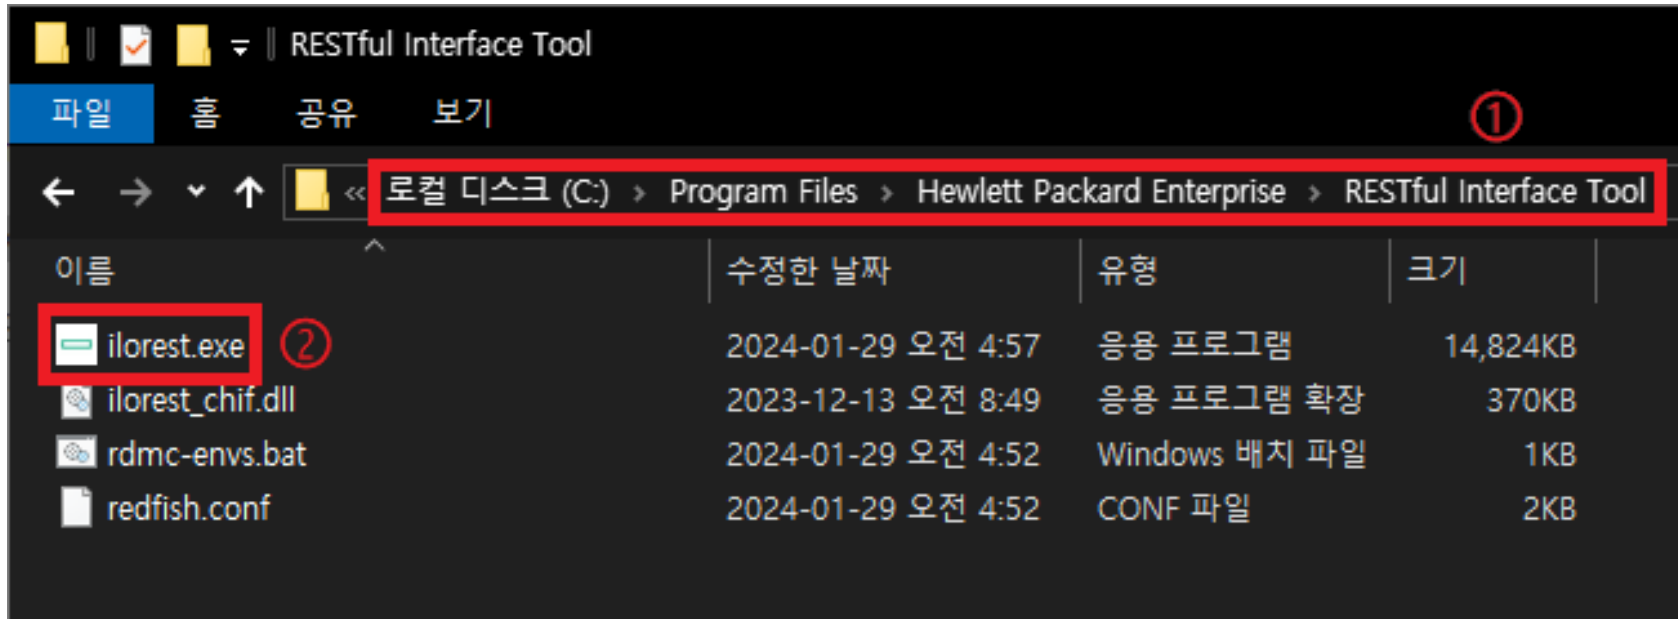 RESTful Interface Tool
파일 홈 공유 보기
①
« 로컬 디스크 (C:) > Program Files > Hewlett Packard Enterprise > RESTful Interface Tool
이름 수정한 날짜 유형 크기
ilorest.exe ② 2024-01-29 오전 4:57 응용 프로그램 14,824KB
ilorest_chif.dll 2023-12-13 오전 8:49 응용 프로그램 확장 370KB
rdmc-envs.bat 2024-01-29 오전 4:52 Windows 배치 파일 1KB
redfish.conf 2024-01-29 오전 4:52 CONF 파일 2KB